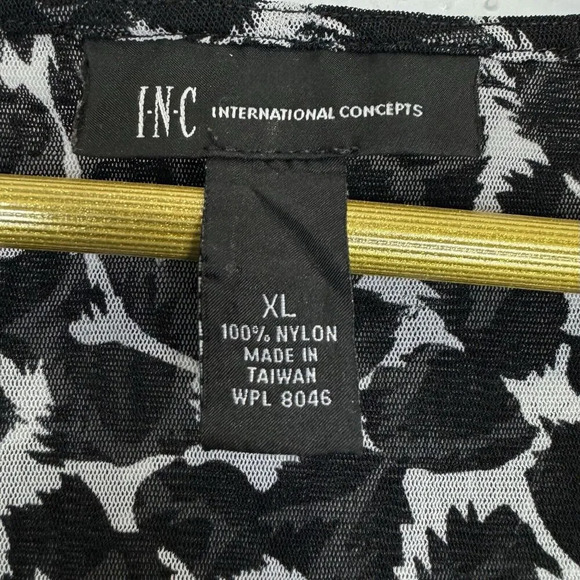 I·N·C INTERNATIONAL CONCEPTS
XL
100% NYLON
MADE IN
TAIWAN
WPL 8046